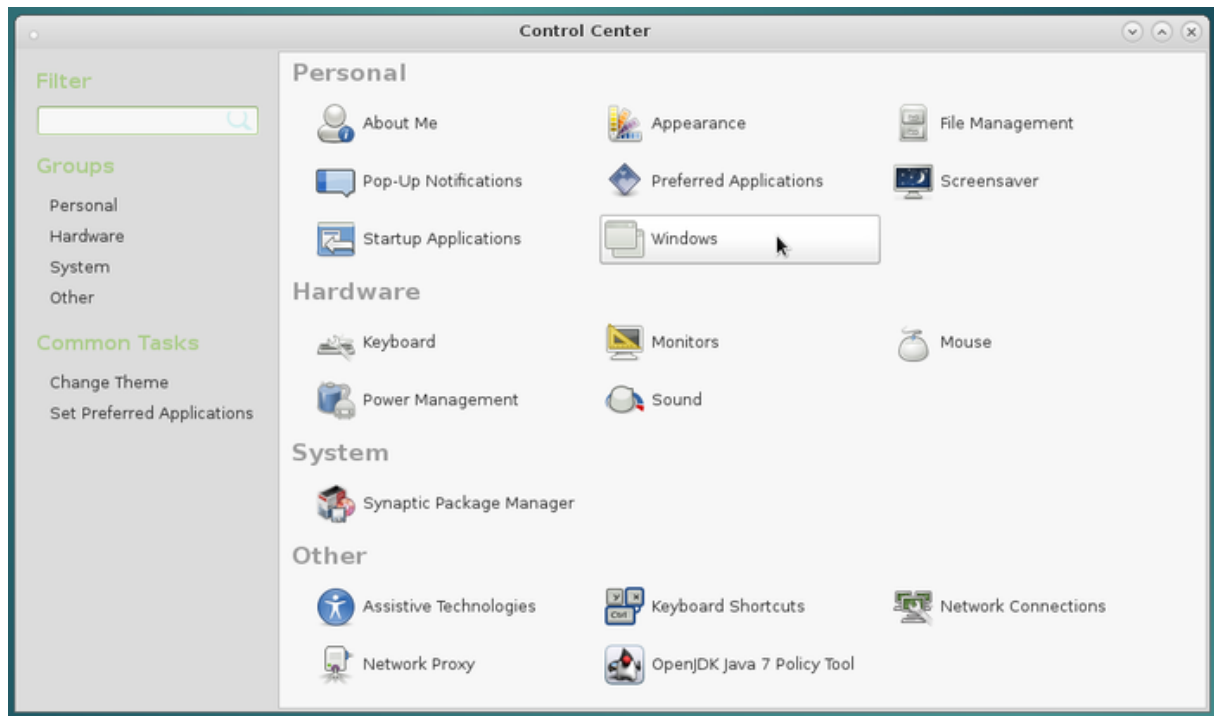 Control Center
Filter
Groups
Personal
Hardware
System
Other
Common Tasks
Change Theme
Set Preferred Applications
Personal
About Me
Appearance
File Management
Pop-Up Notifications
Preferred Applications
Screensaver
Startup Applications
Windows
Hardware
Keyboard
Monitors
Mouse
Power Management
Sound
System
Synaptic Package Manager
Other
Assistive Technologies
Keyboard Shortcuts
Network Connections
Network Proxy
OpenJDK Java 7 Policy Tool